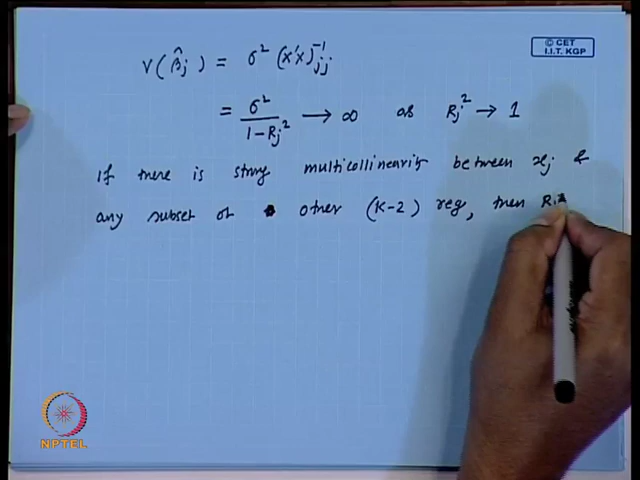 © CET
I.I.T. KGP
V(β̂j) = σ² (x'x)⁻¹jj
= σ² / (1-Rj²) → ∞ as Rj² → 1
If there is strong multicollinearity between xj &
any subset of other (K-2) reg, then
NPTEL